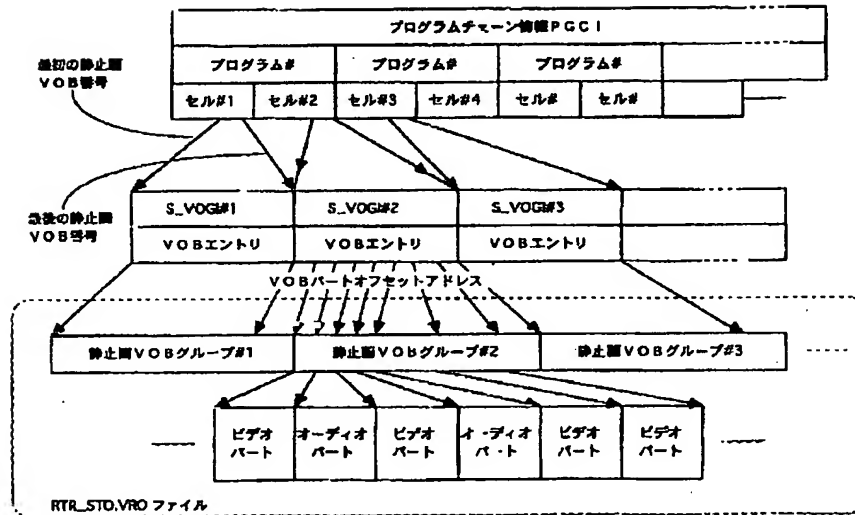 プログラムチェーン情報PGCI
プログラム# プログラム# プログラム#
最初の静止画
VOB番号
セル#1 セル#2 セル#3 セル#4 セル# セル#
最後の静止画
VOB番号
S_VOGI#1 S_VOGI#2 S_VOGI#3
VOBエントリ VOBエントリ VOBエントリ
VOBパートオフセットアドレス
静止画VOBグループ#1 静止画VOBグループ#2 静止画VOBグループ#3
ビデオ オーディオ ビデオ オーディオ ビデオ ビデオ
パート パート パート パート パート パート
RTR_STO.VRO ファイル